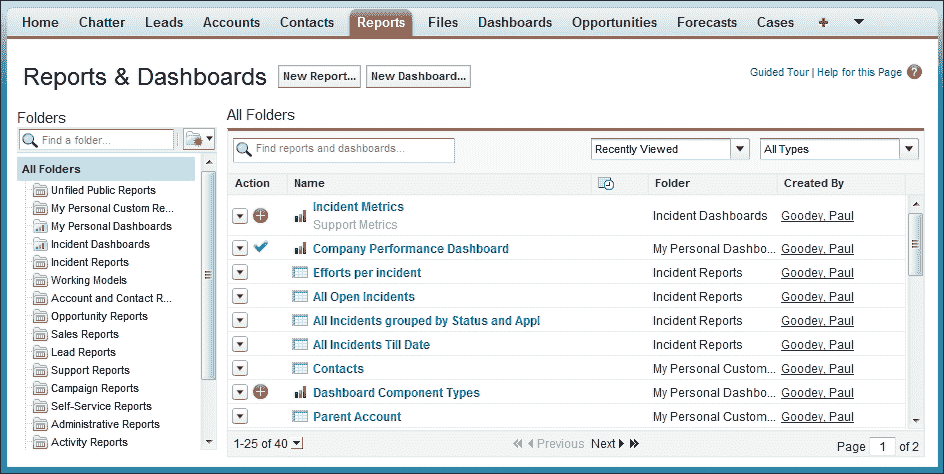 Home Chatter Leads Accounts Contacts Reports Files Dashboards Opportunities Forecasts Cases +
Reports & Dashboards New Report... New Dashboard... Guided Tour | Help for this Page ?
Folders
Find a folder...
All Folders
Unfiled Public Reports
My Personal Custom Re...
My Personal Dashboards
Incident Dashboards
Incident Reports
Working Models
Account and Contact R...
Opportunity Reports
Sales Reports
Lead Reports
Support Reports
Campaign Reports
Self-Service Reports
Administrative Reports
Activity Reports
All Folders
Find reports and dashboards... Recently Viewed All Types
Action Name Folder Created By
Incident Metrics Incident Dashboards Goodey, Paul
Support Metrics
Company Performance Dashboard My Personal Dashbo... Goodey, Paul
Efforts per incident Incident Reports Goodey, Paul
All Open Incidents Incident Reports Goodey, Paul
All Incidents grouped by Status and Appl Incident Reports Goodey, Paul
All Incidents Till Date Incident Reports Goodey, Paul
Contacts My Personal Custom... Goodey, Paul
Dashboard Component Types My Personal Dashbo... Goodey, Paul
Parent Account My Personal Custom... Goodey, Paul
1-25 of 40 Previous Next Page 1 of 2